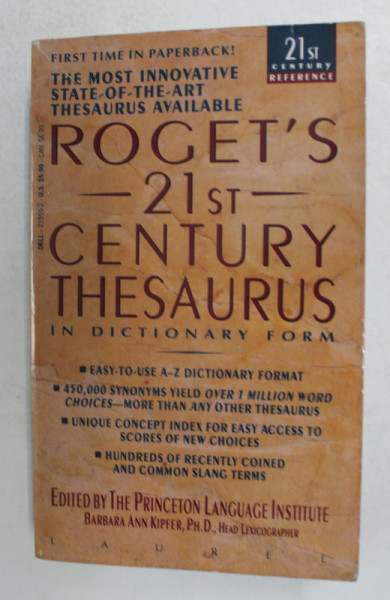 FIRST TIME IN PAPERBACK!
THE MOST INNOVATIVE
STATE-OF-THE-ART
THESAURUS AVAILABLE
21ST
CENTURY
REFERENCE
ROGET'S
21ST
CENTURY
THESAURUS
IN DICTIONARY FORM
■ EASY-TO-USE A–Z DICTIONARY FORMAT
■ 450,000 SYNONYMS YIELD OVER 1 MILLION WORD
CHOICES—MORE THAN ANY OTHER THESAURUS
■ UNIQUE CONCEPT INDEX FOR EASY ACCESS TO
SCORES OF NEW CHOICES
■ HUNDREDS OF RECENTLY COINED
AND COMMON SLANG TERMS
EDITED BY THE PRINCETON LANGUAGE INSTITUTE
BARBARA ANN KIPFER, PH.D., HEAD LEXICOGRAPHER
LAUREL
DELL U.S. CAN.